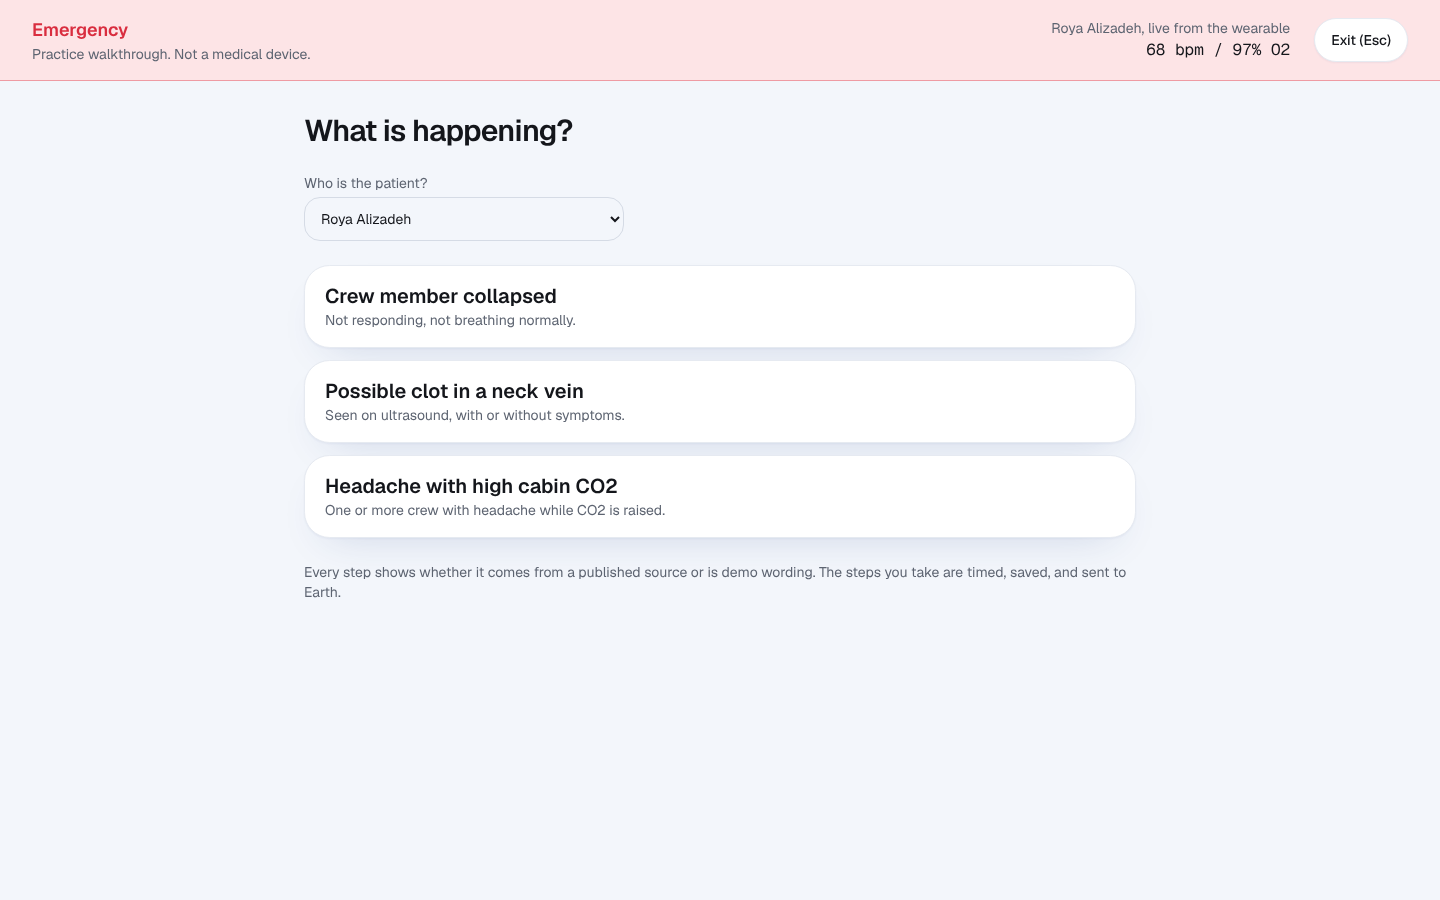 Emergency
Practice walkthrough. Not a medical device.
Roya Alizadeh, live from the wearable
68 bpm / 97% O2
Exit (Esc)
What is happening?
Who is the patient?
Roya Alizadeh
Crew member collapsed
Not responding, not breathing normally.
Possible clot in a neck vein
Seen on ultrasound, with or without symptoms.
Headache with high cabin CO2
One or more crew with headache while CO2 is raised.
Every step shows whether it comes from a published source or is demo wording. The steps you take are timed, saved, and sent to
Earth.